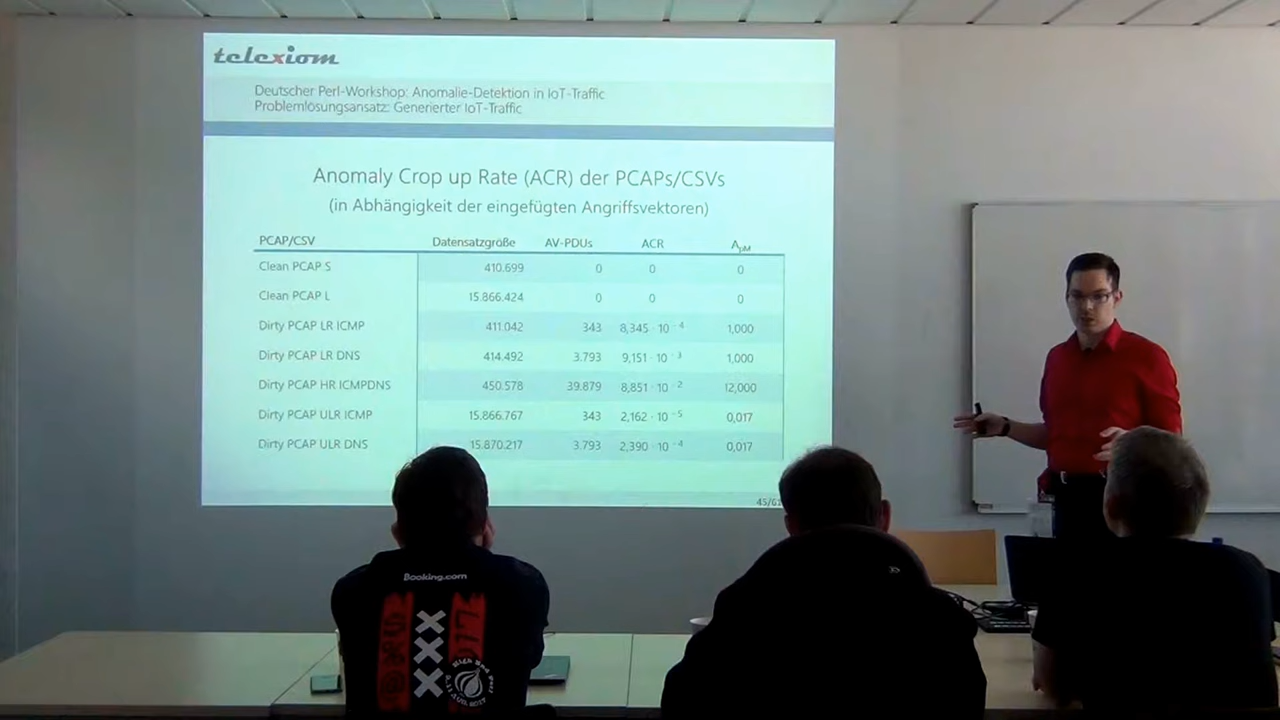 telexiom
Deutscher Perl-Workshop: Anomalie-Detektion in IoT-Traffic
Problemlösungsansatz: Generierter IoT-Traffic
Anomaly Crop up Rate (ACR) der PCAPs/CSVs
(in Abhängigkeit der eingefügten Angriffsvektoren)
PCAP/CSV Datensatzgröße AV-PDUs ACR ApM
Clean PCAP S 410.699 0 0 0
Clean PCAP L 15.866.424 0 0 0
Dirty PCAP LR ICMP 411.042 343 8,345 · 10⁻⁴ 1,000
Dirty PCAP LR DNS 414.492 3.793 9,151 · 10⁻³ 1,000
Dirty PCAP HR ICMPDNS 450.578 39.879 8,851 · 10⁻² 12,000
Dirty PCAP ULR ICMP 15.866.767 343 2,162 · 10⁻⁵ 0,017
Dirty PCAP ULR DNS 15.870.217 3.793 2,390 · 10⁻⁴ 0,017
45/61
Booking.com
XXX